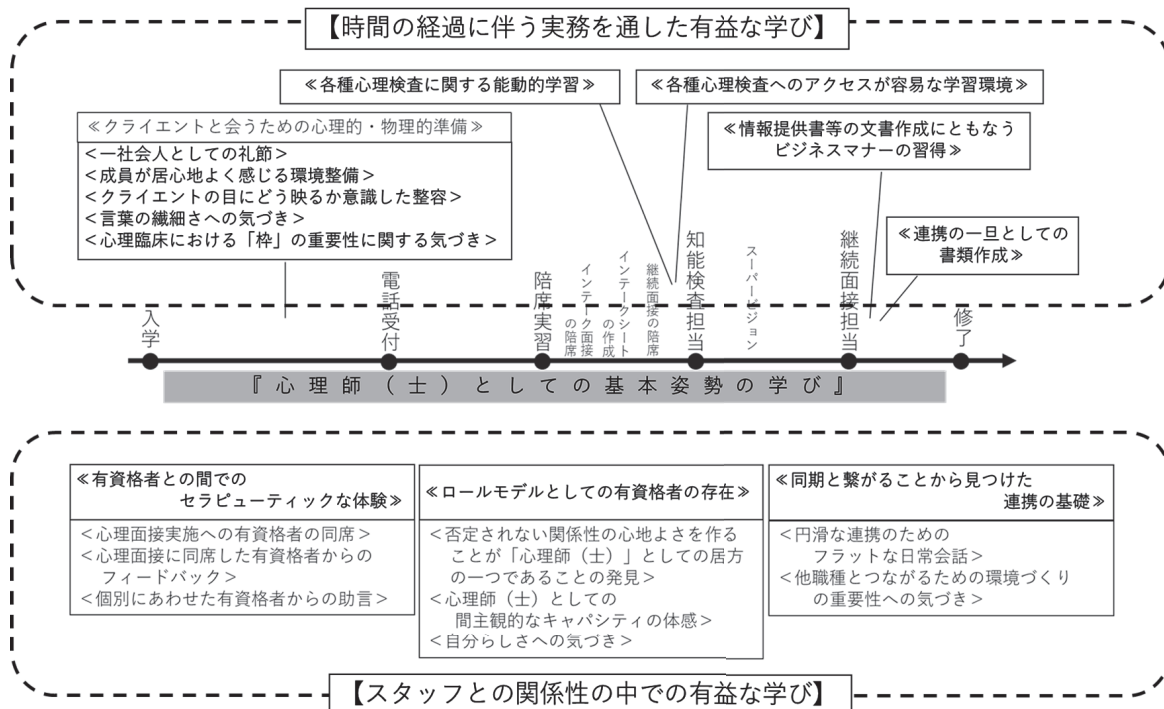 【時間の経過に伴う実務を通した有益な学び】
≪各種心理検査に関する能動的学習≫
≪各種心理検査へのアクセスが容易な学習環境≫
≪クライエントと会うための心理的・物理的準備≫
<一社会人としての礼節>
<成員が居心地よく感じる環境整備>
<クライエントの目にどう映るか意識した整容>
<言葉の繊細さへの気づき>
<心理臨床における「枠」の重要性に関する気づき>
≪情報提供書等の文書作成にともなう
ビジネスマナーの習得≫
≪連携の一旦としての
書類作成≫
入学
電話受付
陪席実習
インテーク面接
の陪席
インテークシート
の作成
継続面接の陪席
知能検査担当
スーパービジョン
継続面接担当
修了
『心理師(士)としての基本姿勢の学び』
≪有資格者との間での
セラピューティックな体験≫
<心理面接実施への有資格者の同席>
<心理面接に同席した有資格者からの
フィードバック>
<個別にあわせた有資格者からの助言>
≪ロールモデルとしての有資格者の存在≫
<否定されない関係性の心地よさを作る
ことが「心理師(士)」としての居方
の一つであることの発見>
<心理師(士)としての
間主観的なキャパシティの体感>
<自分らしさへの気づき>
≪同期と繋がることから見つけた
連携の基礎≫
<円滑な連携のための
フラットな日常会話>
<他職種とつながるための環境づくり
の重要性への気づき>
【スタッフとの関係性の中での有益な学び】